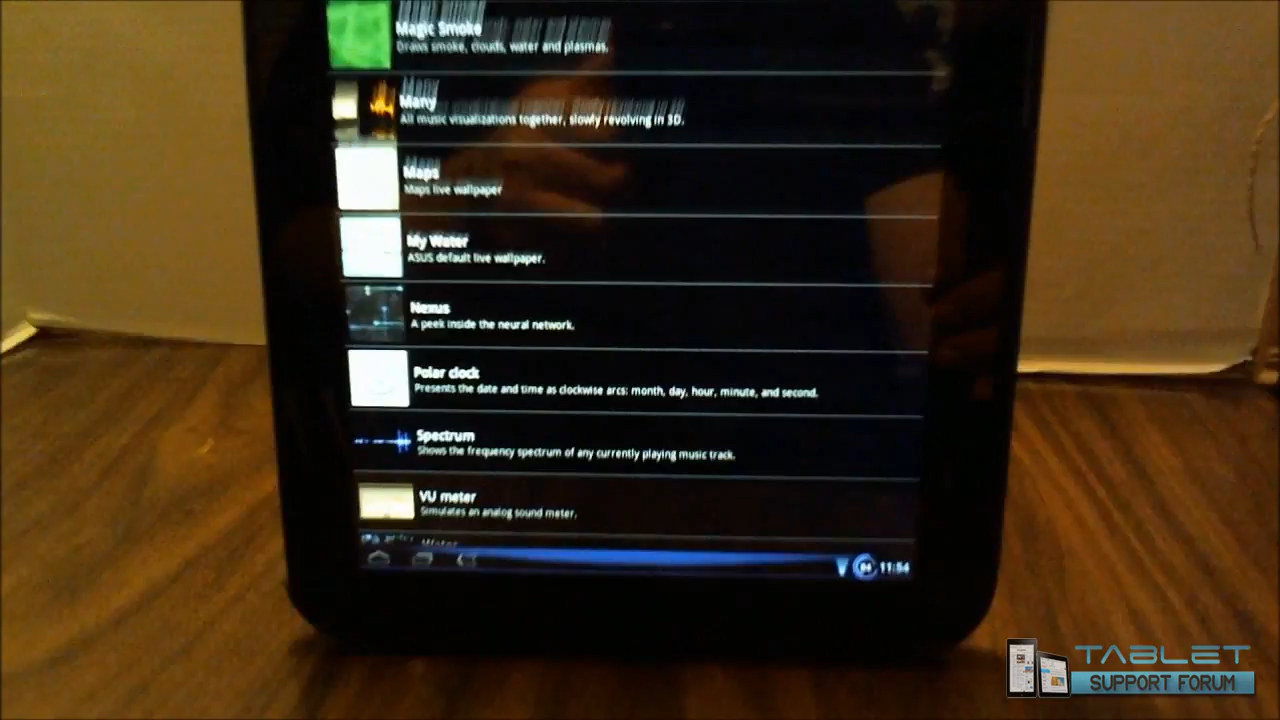 Magic Smoke
Draws smoke, clouds, water and plasmas.
Many
All music visualizations together, slowly revolving in 3D.
Maps
Maps live wallpaper
My Water
ASUS default live wallpaper.
Nexus
A peek inside the neural network.
Polar clock
Presents the date and time as clockwise arcs: month, day, hour, minute, and second.
Spectrum
Shows the frequency spectrum of any currently playing music track.
VU meter
Simulates an analog sound meter.
Water
11:54
TABLET
SUPPORT FORUM